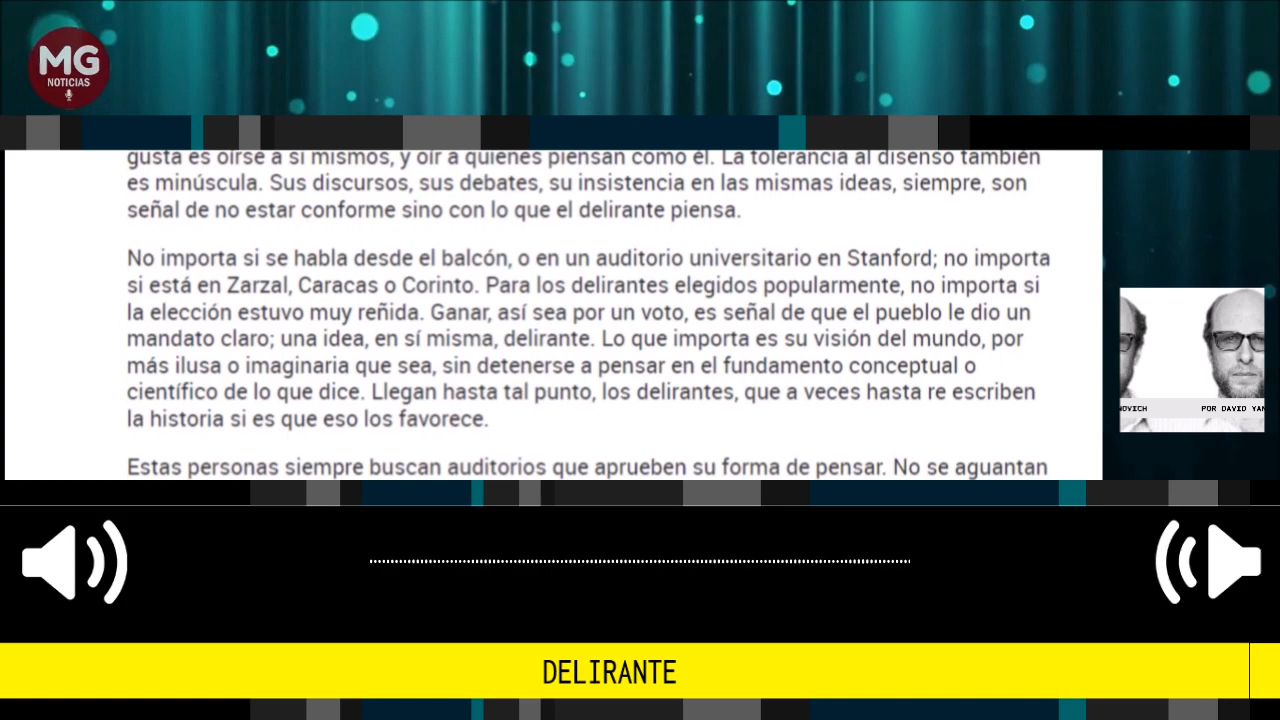 MG
NOTICIAS
gusta es oírse a sí mismos, y oír a quienes piensan como él. La tolerancia al disenso también
es minúscula. Sus discursos, sus debates, su insistencia en las mismas ideas, siempre, son
señal de no estar conforme sino con lo que el delirante piensa.
No importa si se habla desde el balcón, o en un auditorio universitario en Stanford; no importa
si está en Zarzal, Caracas o Corinto. Para los delirantes elegidos popularmente, no importa si
la elección estuvo muy reñida. Ganar, así sea por un voto, es señal de que el pueblo le dio un
mandato claro; una idea, en sí misma, delirante. Lo que importa es su visión del mundo, por
más ilusa o imaginaria que sea, sin detenerse a pensar en el fundamento conceptual o
científico de lo que dice. Llegan hasta tal punto, los delirantes, que a veces hasta re escriben
la historia si es que eso los favorece.
Estas personas siempre buscan auditorios que aprueben su forma de pensar. No se aguantan
NOVICH POR DAVID YAN
DELIRANTE